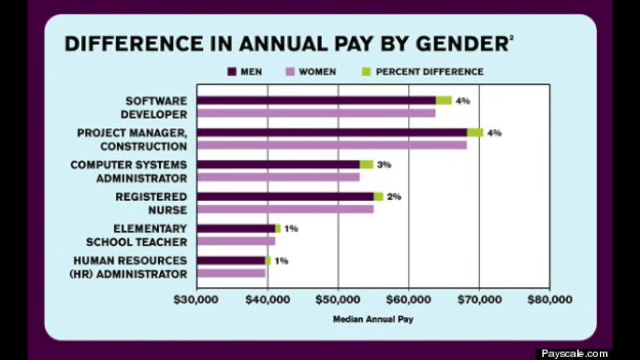 DIFFERENCE IN ANNUAL PAY BY GENDER²
MEN WOMEN PERCENT DIFFERENCE
SOFTWARE
DEVELOPER
4%
PROJECT MANAGER,
CONSTRUCTION
4%
COMPUTER SYSTEMS
ADMINISTRATOR
3%
REGISTERED
NURSE
2%
ELEMENTARY
SCHOOL TEACHER
1%
HUMAN RESOURCES
(HR) ADMINISTRATOR
1%
$30,000 $40,000 $50,000 $60,000 $70,000 $80,000
Median Annual Pay
Payscale.com